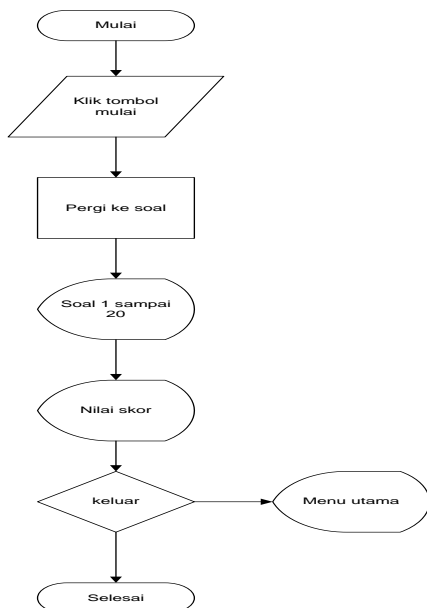 Mulai
Klik tombol
mulai
Pergi ke soal
Soal 1 sampai
20
Nilai skor
keluar
Menu utama
Selesai